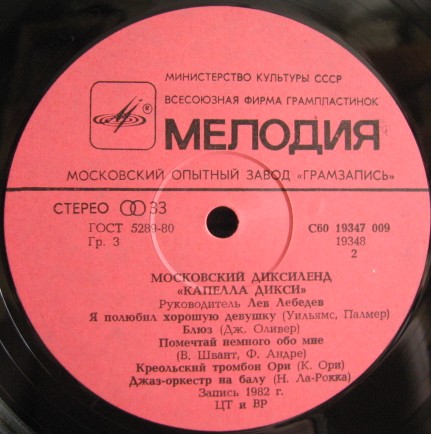 МИНИСТЕРСТВО КУЛЬТУРЫ СССР
ВСЕСОЮЗНАЯ ФИРМА ГРАМПЛАСТИНОК
®
МЕЛОДИЯ
МОСКОВСКИЙ ОПЫТНЫЙ ЗАВОД «ГРАМЗАПИСЬ»
СТЕРЕО 33
ГОСТ 5289-80
Гр. 3
С60 19347 009
19348
2
МОСКОВСКИЙ ДИКСИЛЕНД
«КАПЕЛЛА ДИКСИ»
Руководитель Лев Лебедев
Я полюбил хорошую девушку (Уильямс, Палмер)
Блюз (Дж. Оливер)
Помечтай немного обо мне
(В. Швант, Ф. Андре)
Креольский тромбон Ори (К. Ори)
Джаз-оркестр на балу (Н. Ла-Рокка)
Запись 1982 г.
ЦТ и ВР